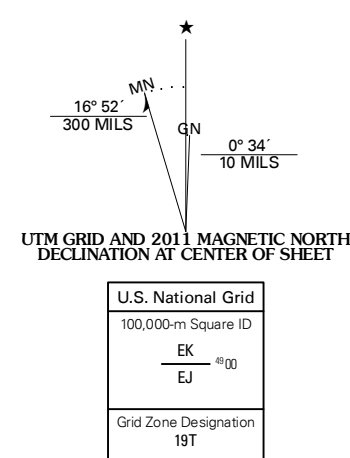 ★
MN
16° 52´
300 MILS
GN
0° 34´
10 MILS
UTM GRID AND 2011 MAGNETIC NORTH
DECLINATION AT CENTER OF SHEET
U.S. National Grid
100,000-m Square ID
EK
4900
EJ
Grid Zone Designation
19T